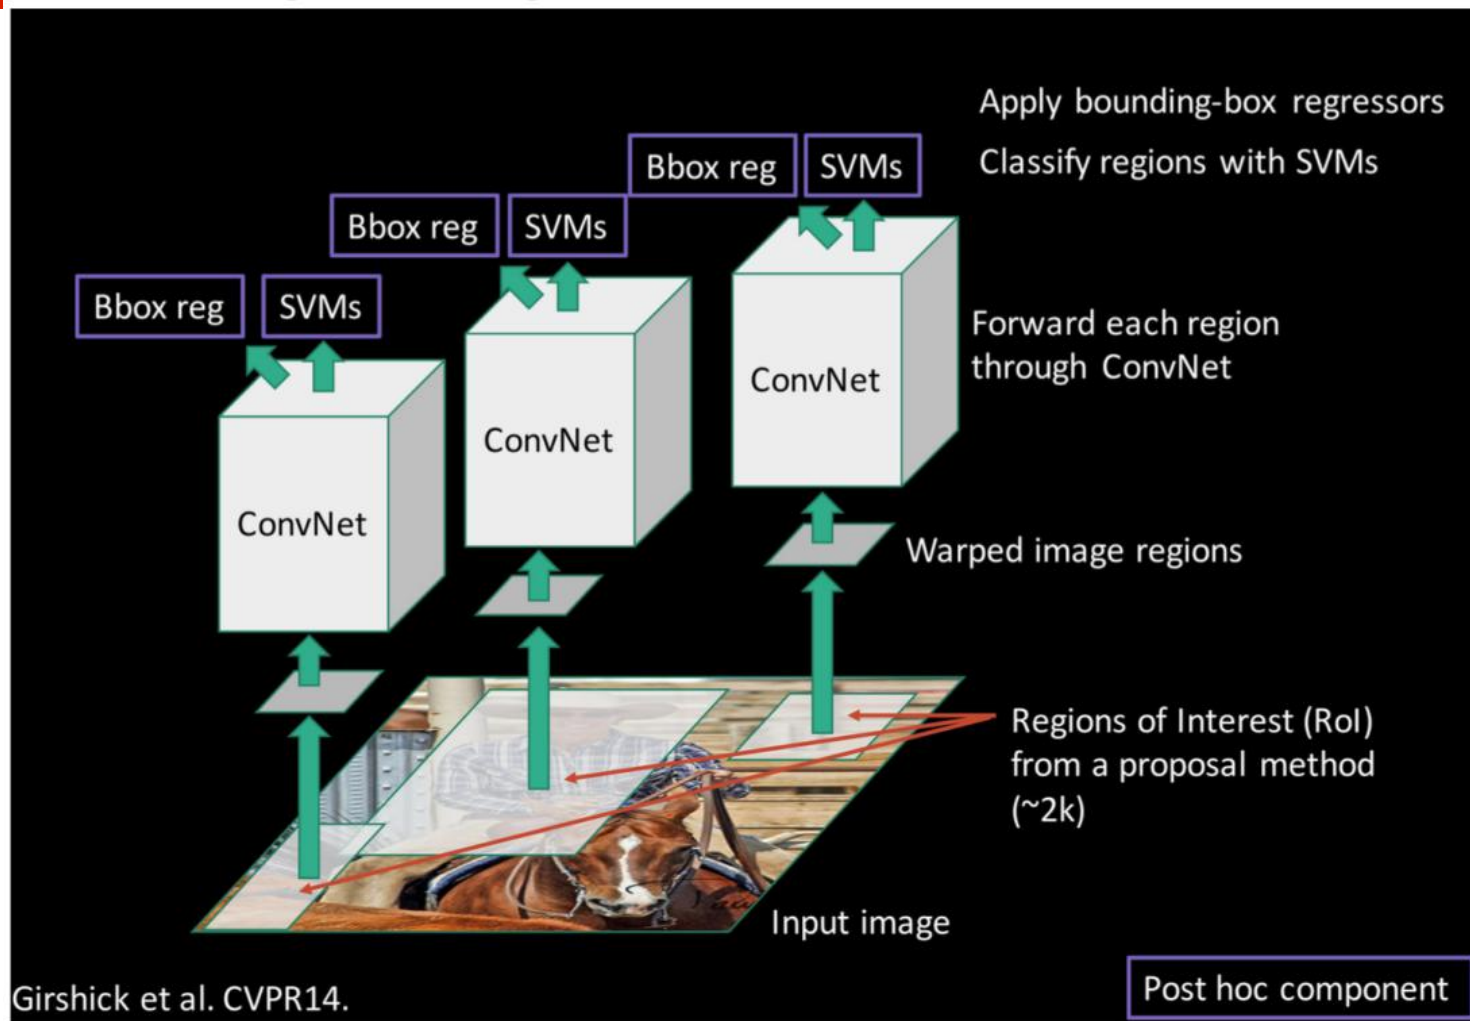 Apply bounding-box regressors
Bbox reg
SVMs
Classify regions with SVMs
Bbox reg
SVMs
Bbox reg
SVMs
Forward each region
through ConvNet
ConvNet
ConvNet
ConvNet
Warped image regions
Regions of Interest (RoI)
from a proposal method
(~2k)
Input image
Girshick et al. CVPR14.
Post hoc component